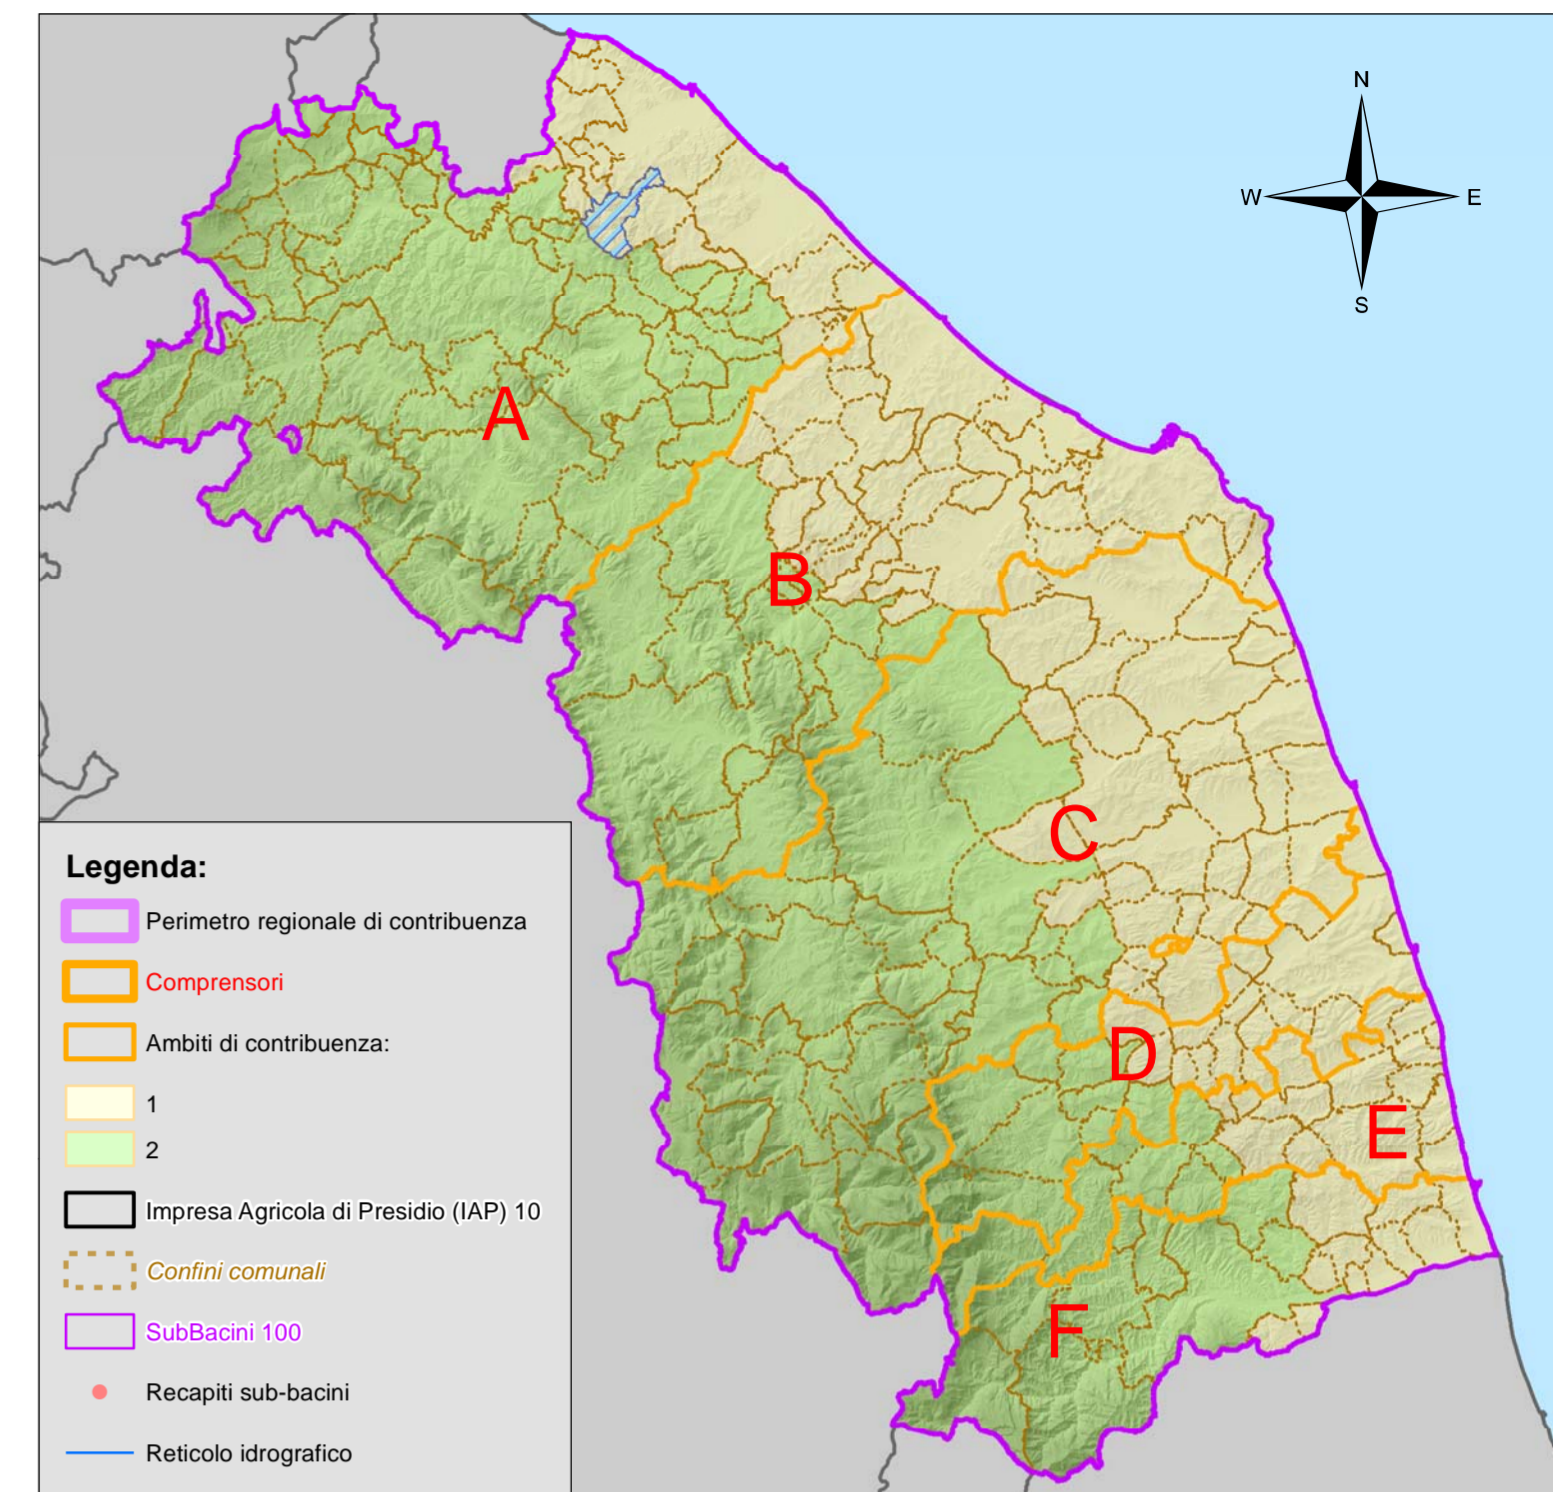 N
W E
S
A
B
C
D
E
F
Legenda:
Perimetro regionale di contribuenza
Comprensori
Ambiti di contribuenza:
1
2
Impresa Agricola di Presidio (IAP) 10
Confini comunali
SubBacini 100
Recapiti sub-bacini
Reticolo idrografico